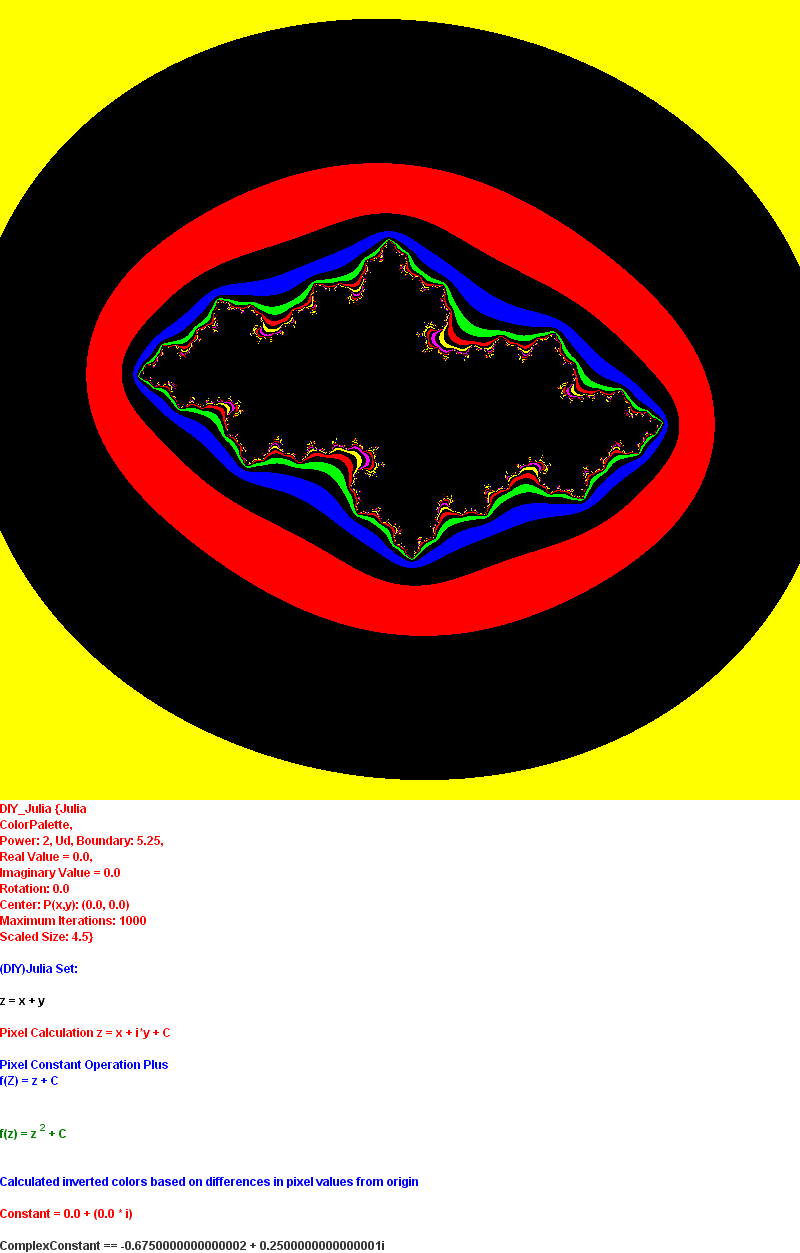 DIY_Julia {Julia
ColorPalette,
Power: 2, Ud, Boundary: 5.25,
Real Value = 0.0,
Imaginary Value = 0.0
Rotation: 0.0
Center: P(x,y): (0.0, 0.0)
Maximum Iterations: 1000
Scaled Size: 4.5}
(DIY)Julia Set:
z = x + y
Pixel Calculation z = x + i*y + C
Pixel Constant Operation Plus
f(Z) = z + C
f(z) = z 2 + C
Calculated inverted colors based on differences in pixel values from origin
Constant = 0.0 + (0.0 * i)
ComplexConstant == -0.6750000000000002 + 0.2500000000000001i